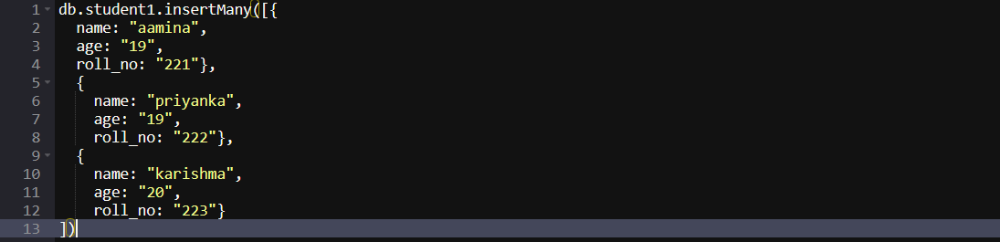 1 db.student1.insertMany([{
2 name: "aamina",
3 age: "19",
4 roll_no: "221"},
5 {
6 name: "priyanka",
7 age: "19",
8 roll_no: "222"},
9 {
10 name: "karishma",
11 age: "20",
12 roll_no: "223"}
13 ])